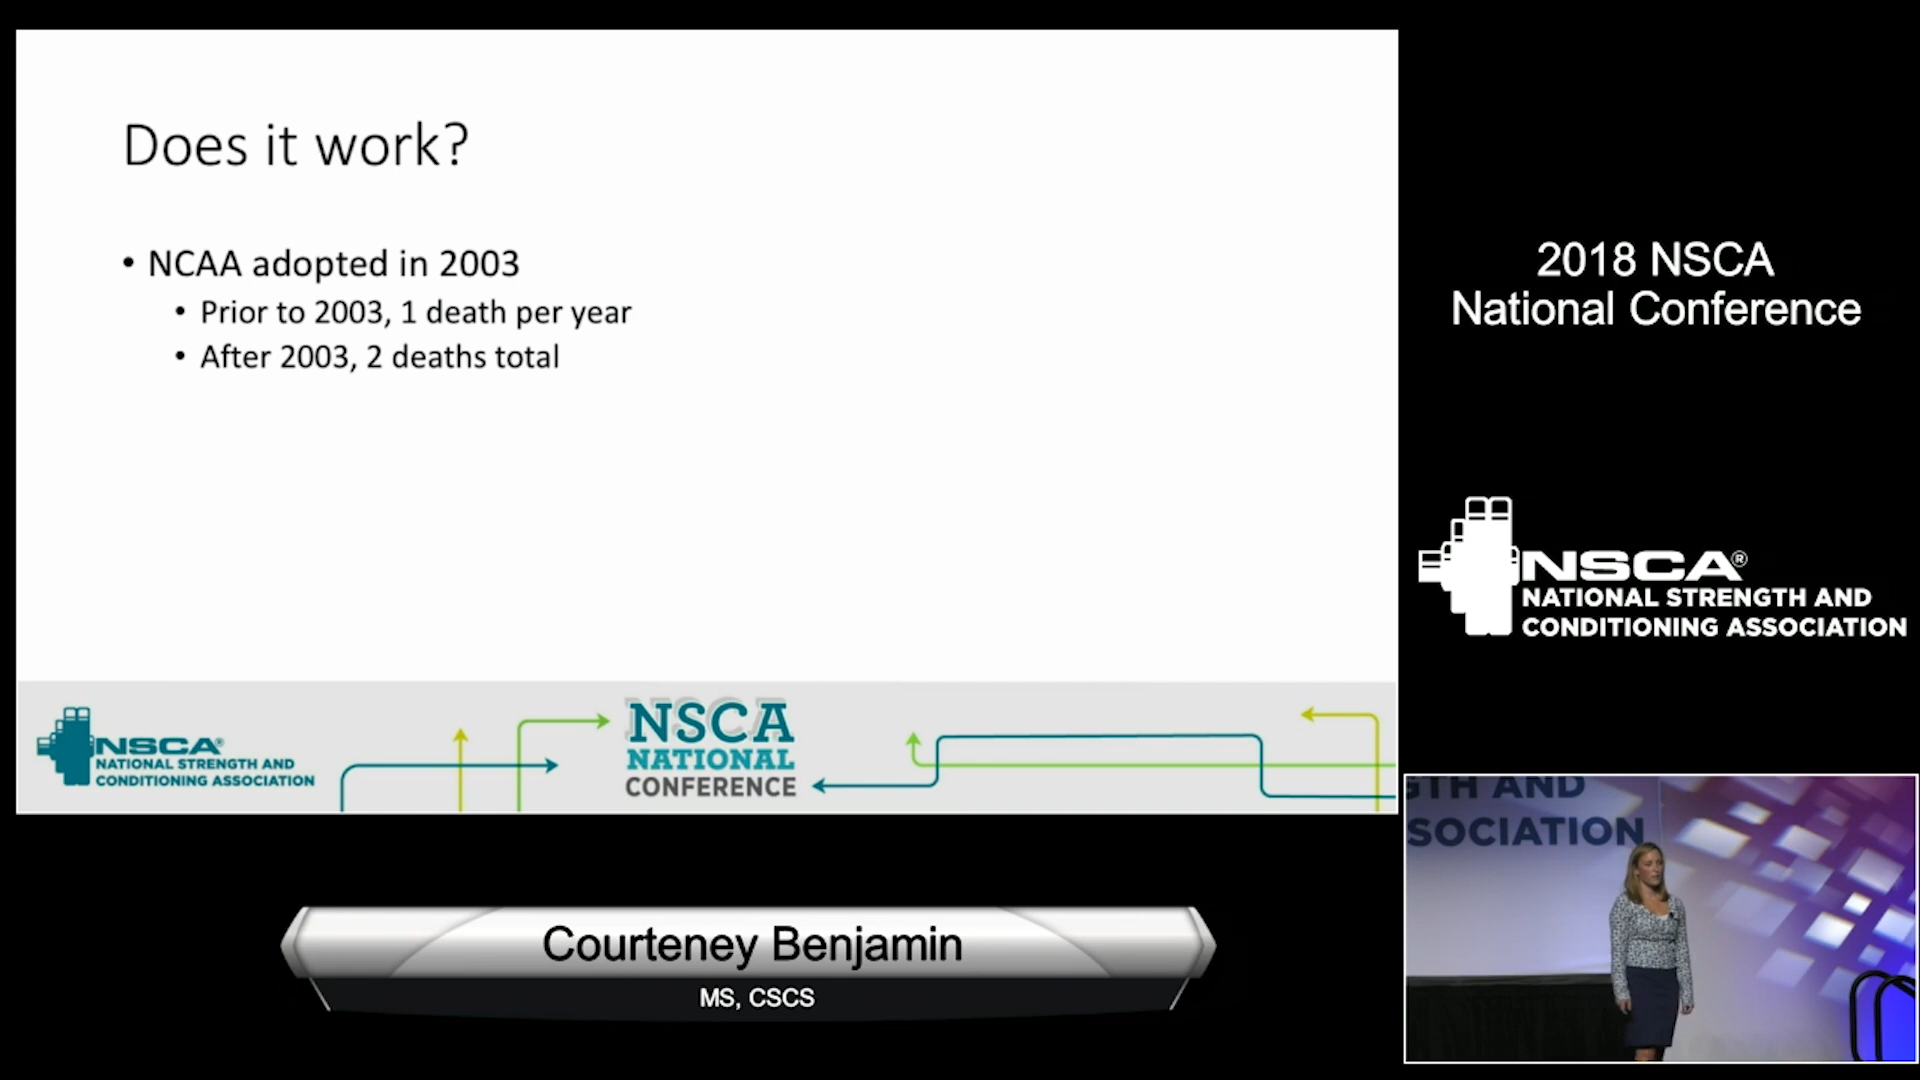 Does it work?
• NCAA adopted in 2003
• Prior to 2003, 1 death per year
• After 2003, 2 deaths total
NSCA®
NATIONAL STRENGTH AND
CONDITIONING ASSOCIATION
NSCA
NATIONAL
CONFERENCE
2018 NSCA
National Conference
NSCA®
NATIONAL STRENGTH AND
CONDITIONING ASSOCIATION
GTH AND
SOCIATION
Courteney Benjamin
MS, CSCS